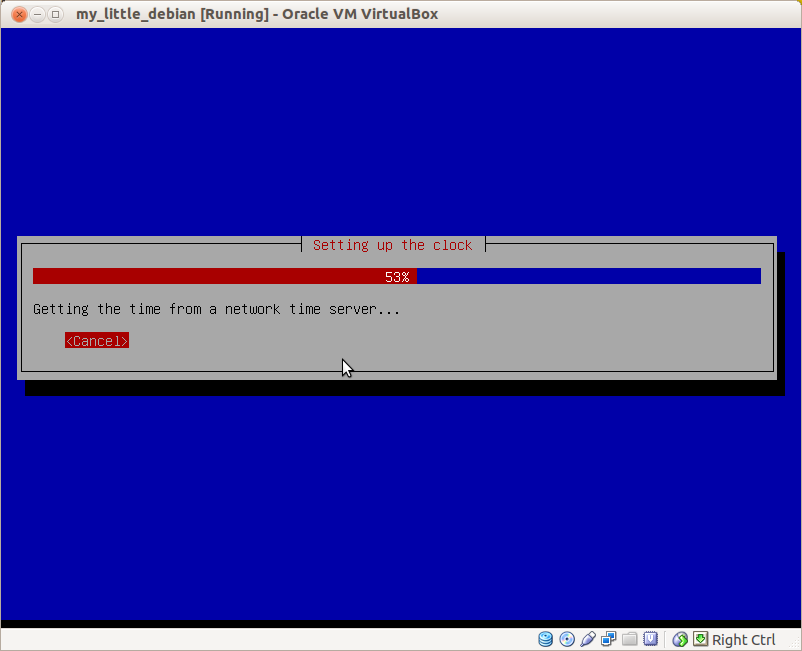 my_little_debian [Running] - Oracle VM VirtualBox
Setting up the clock
53%
Getting the time from a network time server...
<Cancel>
Right Ctrl